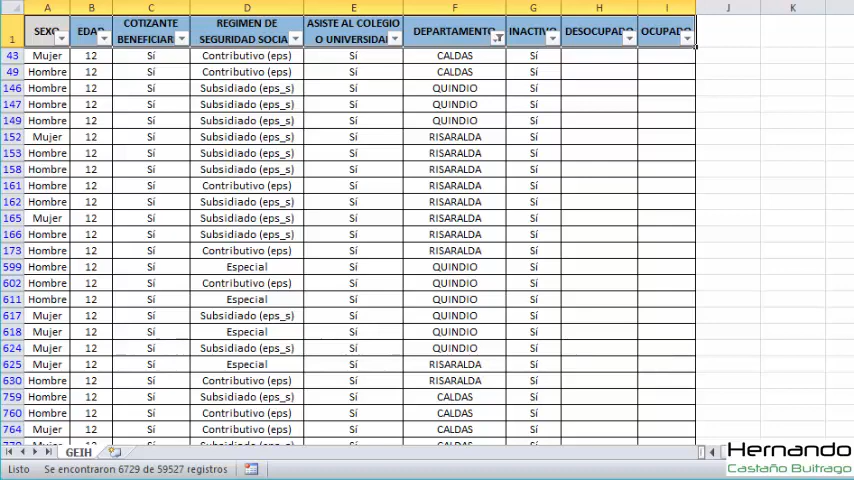 A B C D E F G H I J K
1 SEXO EDAD COTIZANTE REGIMEN DE ASISTE AL COLEGIO DEPARTAMENTO INACTIVO DESOCUPADO OCUPADO
BENEFICIAR SEGURIDAD SOCIA O UNIVERSIDAI
43 Mujer 12 Sí Contributivo (eps) Sí CALDAS Sí
49 Hombre 12 Sí Contributivo (eps) Sí CALDAS Sí
146 Hombre 12 Sí Subsidiado (eps_s) Sí QUINDIO Sí
147 Hombre 12 Sí Subsidiado (eps_s) Sí QUINDIO Sí
149 Hombre 12 Sí Subsidiado (eps_s) Sí QUINDIO Sí
152 Mujer 12 Sí Subsidiado (eps_s) Sí RISARALDA Sí
153 Hombre 12 Sí Subsidiado (eps_s) Sí RISARALDA Sí
158 Hombre 12 Sí Subsidiado (eps_s) Sí RISARALDA Sí
161 Hombre 12 Sí Contributivo (eps) Sí RISARALDA Sí
162 Hombre 12 Sí Subsidiado (eps_s) Sí RISARALDA Sí
165 Mujer 12 Sí Subsidiado (eps_s) Sí RISARALDA Sí
166 Hombre 12 Sí Subsidiado (eps_s) Sí RISARALDA Sí
173 Hombre 12 Sí Contributivo (eps) Sí RISARALDA Sí
599 Hombre 12 Sí Especial Sí QUINDIO Sí
602 Hombre 12 Sí Contributivo (eps) Sí QUINDIO Sí
611 Hombre 12 Sí Especial Sí QUINDIO Sí
617 Mujer 12 Sí Subsidiado (eps_s) Sí QUINDIO Sí
618 Mujer 12 Sí Especial Sí QUINDIO Sí
624 Mujer 12 Sí Subsidiado (eps_s) Sí QUINDIO Sí
625 Mujer 12 Sí Especial Sí RISARALDA Sí
630 Hombre 12 Sí Contributivo (eps) Sí RISARALDA Sí
759 Hombre 12 Sí Subsidiado (eps_s) Sí CALDAS Sí
760 Hombre 12 Sí Contributivo (eps) Sí CALDAS Sí
764 Mujer 12 Sí Contributivo (eps) Sí CALDAS Sí
GEIH
Listo Se encontraron 6729 de 59527 registros
Hernando
Castaño Buitrago